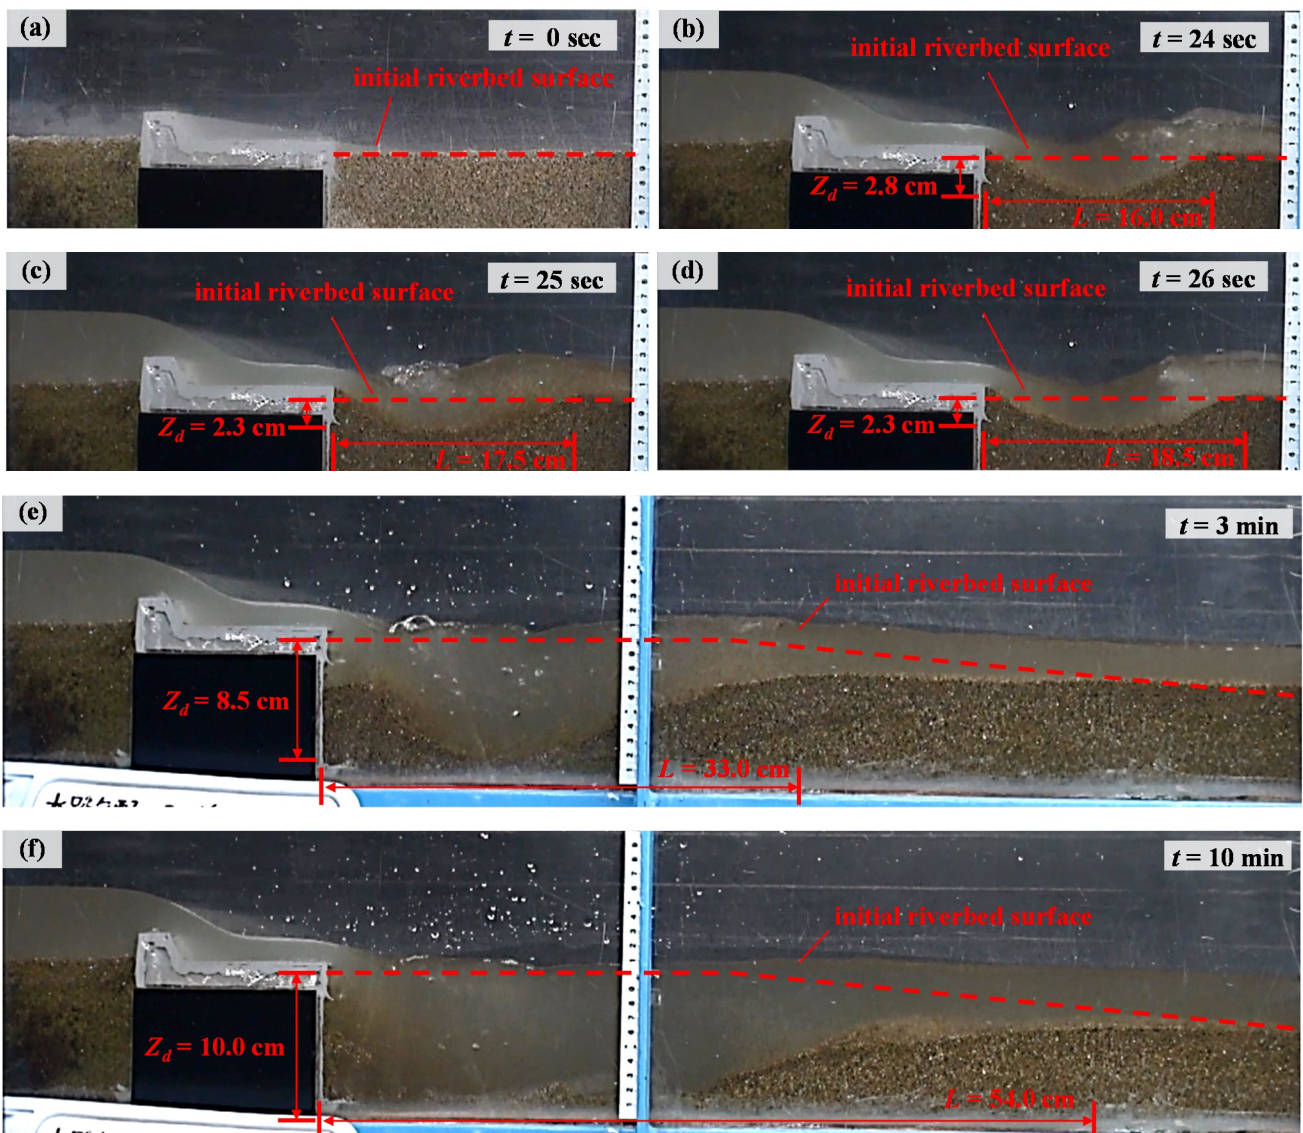 (a)
t = 0 sec
initial riverbed surface
(b)
t = 24 sec
initial riverbed surface
Zd = 2.8 cm
L = 16.0 cm
(c)
t = 25 sec
initial riverbed surface
Zd = 2.3 cm
L = 17.5 cm
(d)
t = 26 sec
initial riverbed surface
Zd = 2.3 cm
L = 18.5 cm
(e)
t = 3 min
initial riverbed surface
Zd = 8.5 cm
L = 33.0 cm
(f)
t = 10 min
initial riverbed surface
Zd = 10.0 cm
L = 54.0 cm